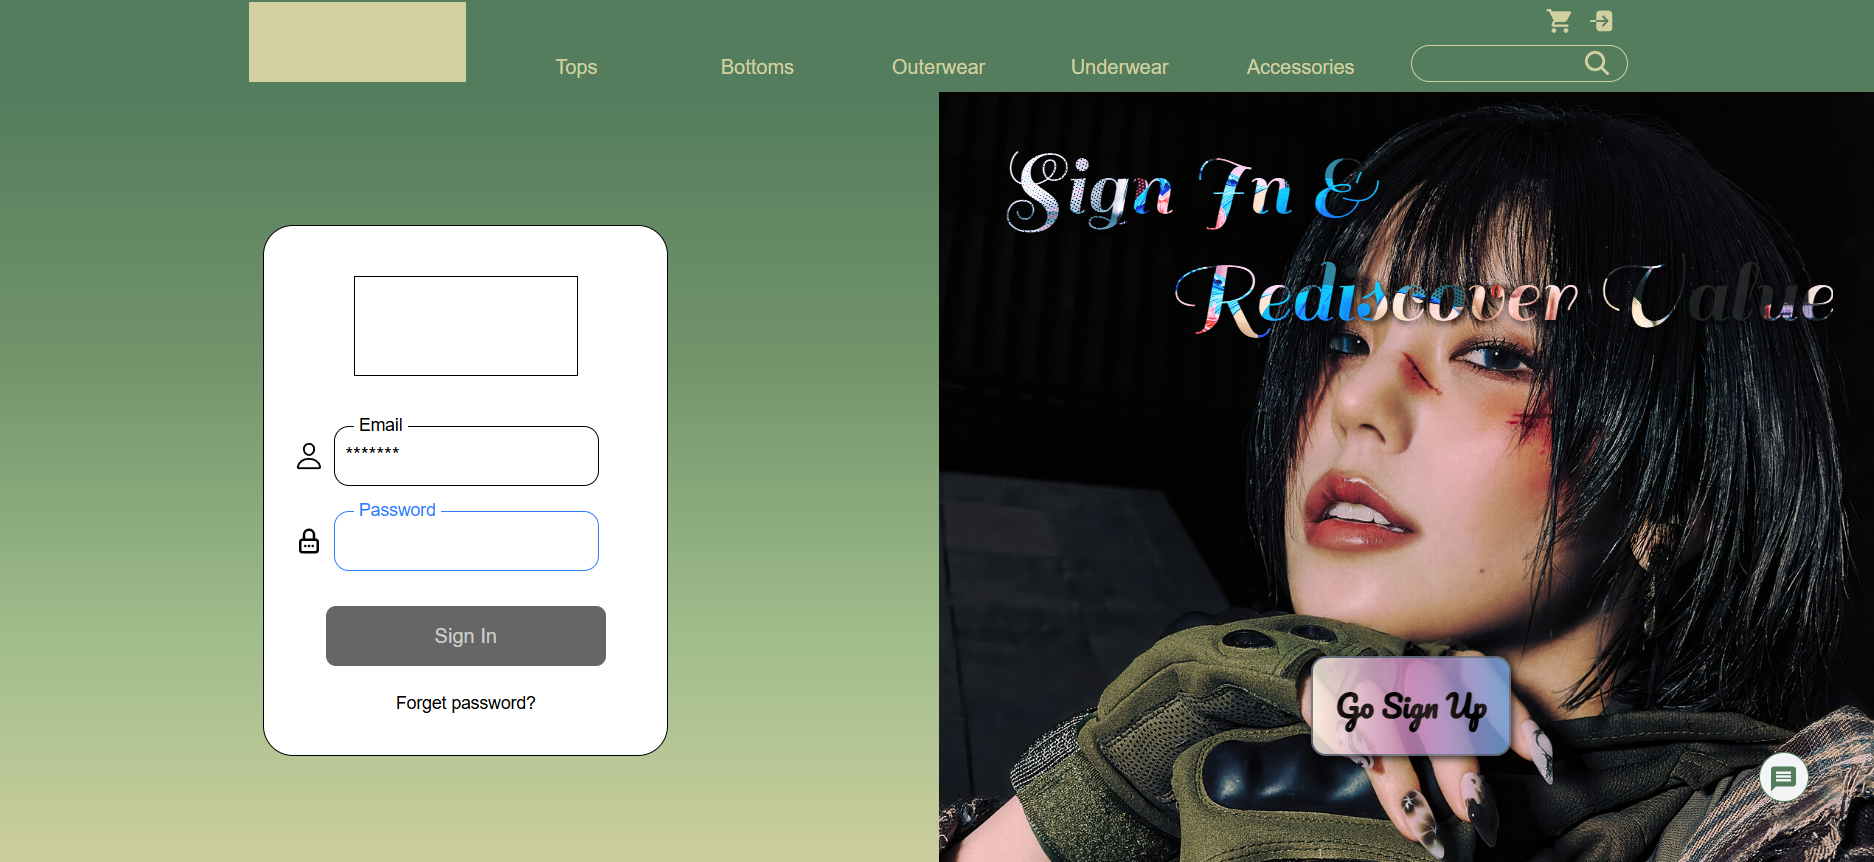 Tops
Bottoms
Outerwear
Underwear
Accessories
Email
*******
Password
Sign In
Forget password?
Sign In &
Rediscover Value
Go Sign Up